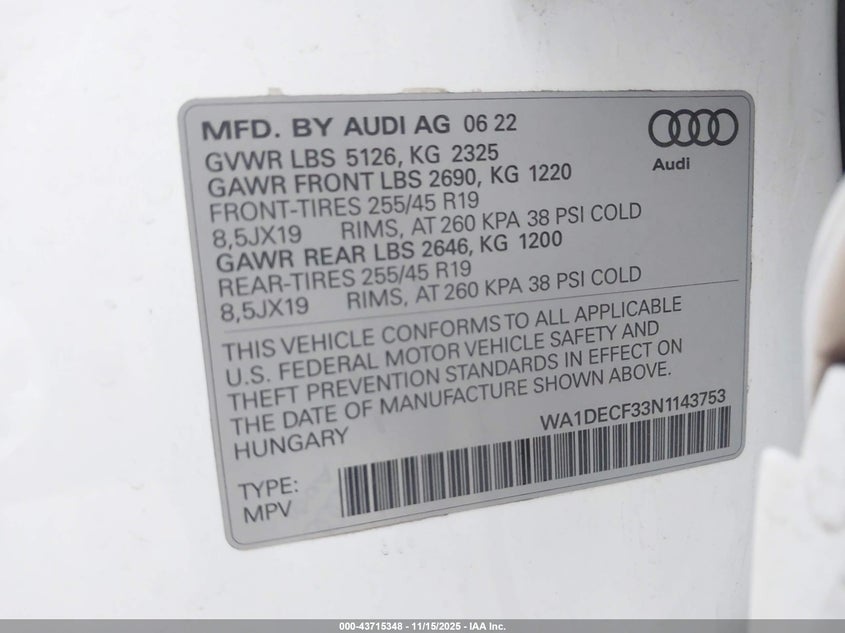 MFD. BY AUDI AG 06 22
Audi
GVWR LBS 5126, KG 2325
GAWR FRONT LBS 2690, KG 1220
FRONT-TIRES 255/45 R19
8,5JX19 RIMS, AT 260 KPA 38 PSI COLD
GAWR REAR LBS 2646, KG 1200
REAR-TIRES 255/45 R19
8,5JX19 RIMS, AT 260 KPA 38 PSI COLD
THIS VEHICLE CONFORMS TO ALL APPLICABLE
U.S. FEDERAL MOTOR VEHICLE SAFETY AND
THEFT PREVENTION STANDARDS IN EFFECT ON
THE DATE OF MANUFACTURE SHOWN ABOVE.
HUNGARY WA1DECF33N1143753
TYPE:
MPV
000-43715348 - 11/15/2025 - IAA Inc.